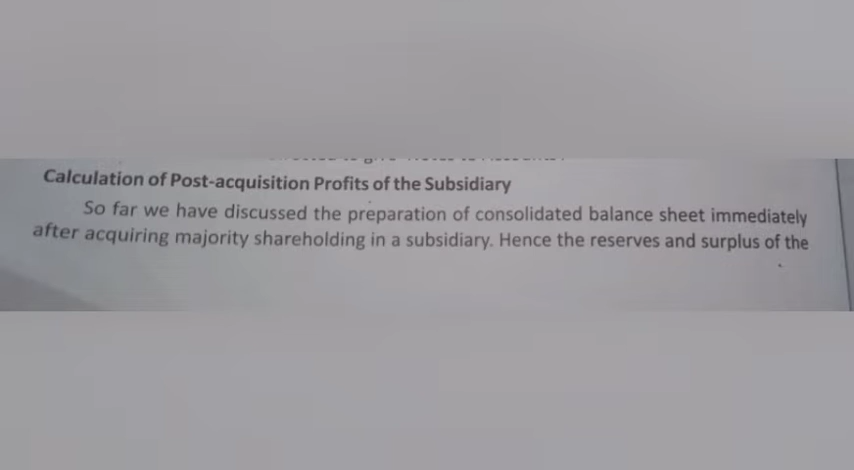 Calculation of Post-acquisition Profits of the Subsidiary
So far we have discussed the preparation of consolidated balance sheet immediately
after acquiring majority shareholding in a subsidiary. Hence the reserves and surplus of the